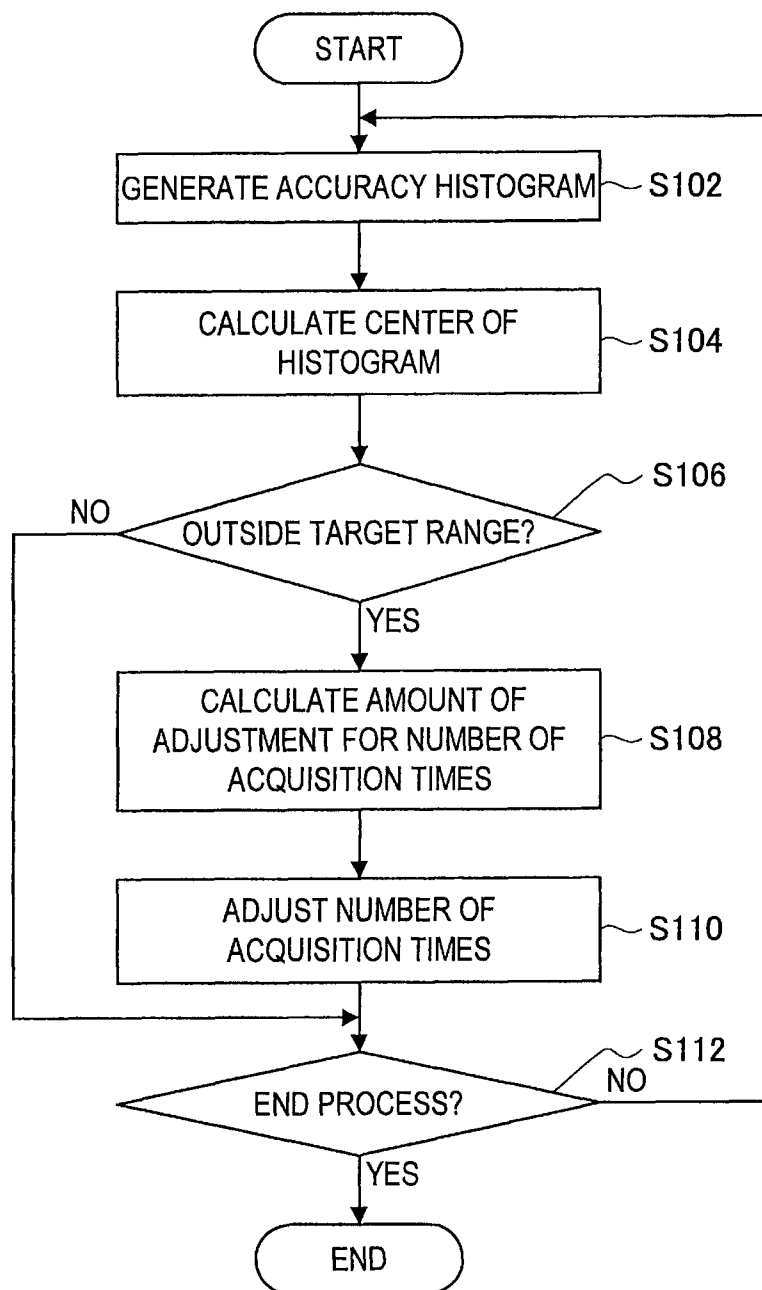 START
GENERATE ACCURACY HISTOGRAM
S102
CALCULATE CENTER OF
HISTOGRAM
S104
S106
NO
OUTSIDE TARGET RANGE?
YES
CALCULATE AMOUNT OF
ADJUSTMENT FOR NUMBER OF
ACQUISITION TIMES
S108
ADJUST NUMBER OF
ACQUISITION TIMES
S110
S112
NO
END PROCESS?
YES
END